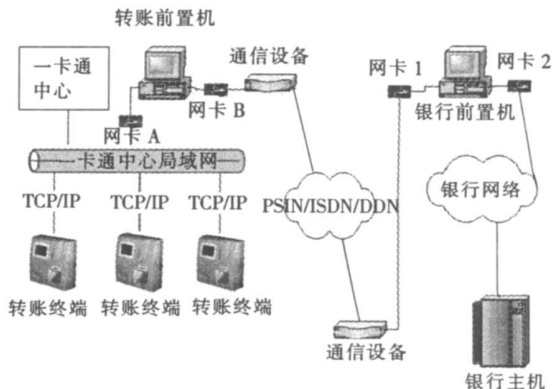 转账前置机
通信设备
网卡 1
网卡 2
一卡通
中心
网卡 A
网卡 B
银行前置机
一卡通中心局域网
TCP/IP
TCP/IP
TCP/IP
PSIN/ISDN/DDN
银行网络
转账终端
转账终端
转账终端
通信设备
银行主机